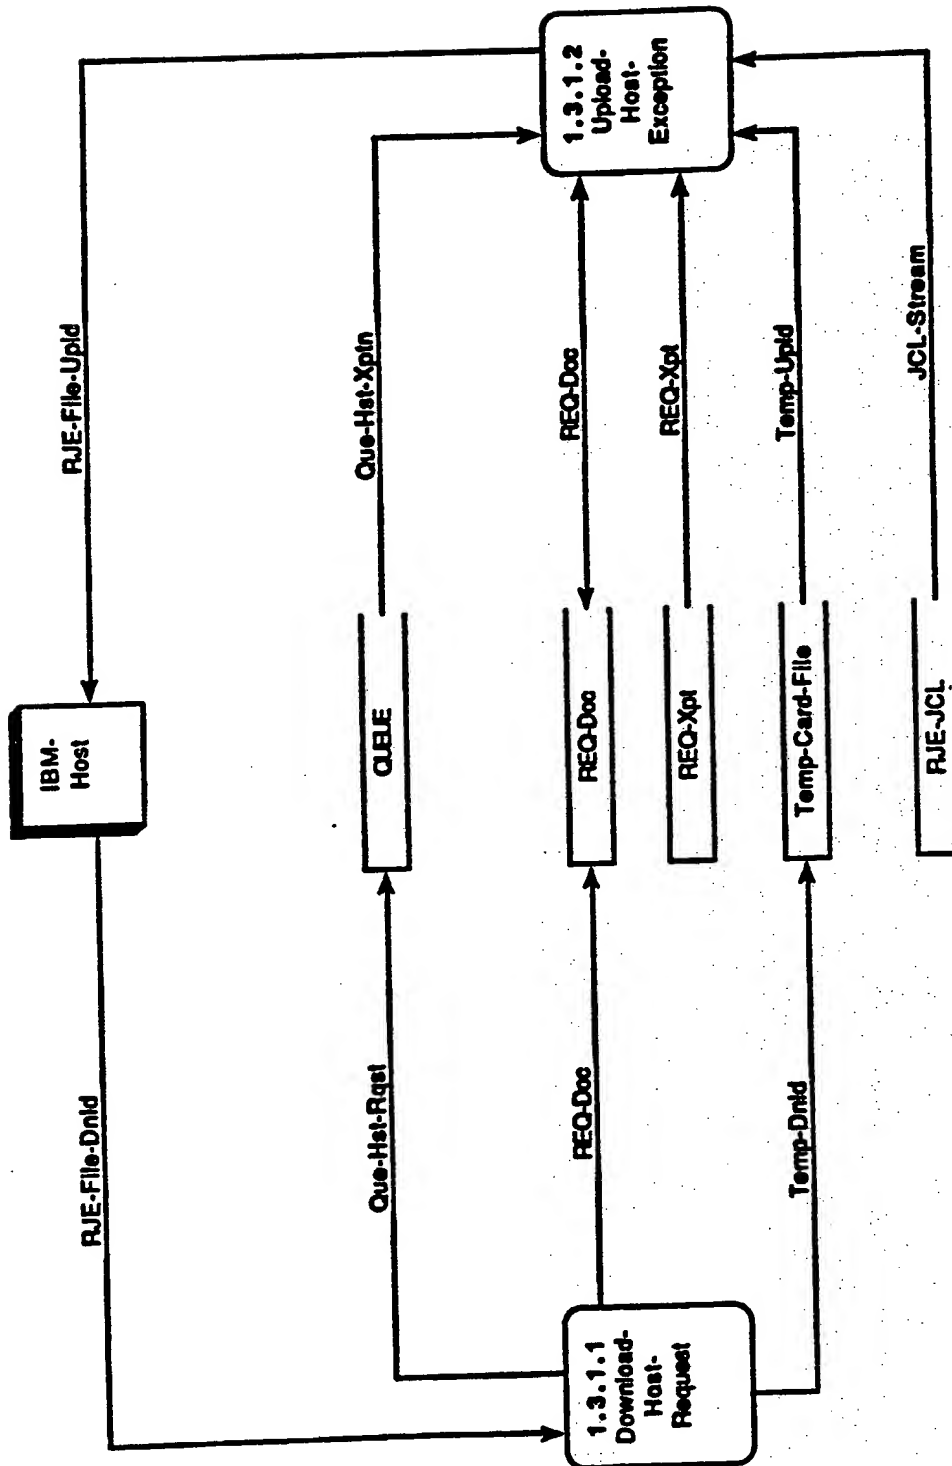 RJE-File-Dnld
IBM-
Host
RJE-File-Upld
Que-Hst-Rqst
QUEUE
Que-Hst-Xptn
1.3.1.1
Download-
Host-
Request
REQ-Doc
REQ-Doc
REQ-Doc
1.3.1.2
Upload-
Host-
Exception
REQ-Xpt
REQ-Xpt
Temp-Dnld
Temp-Card-File
Temp-Upld
RJE-JCL
JCL-Stream